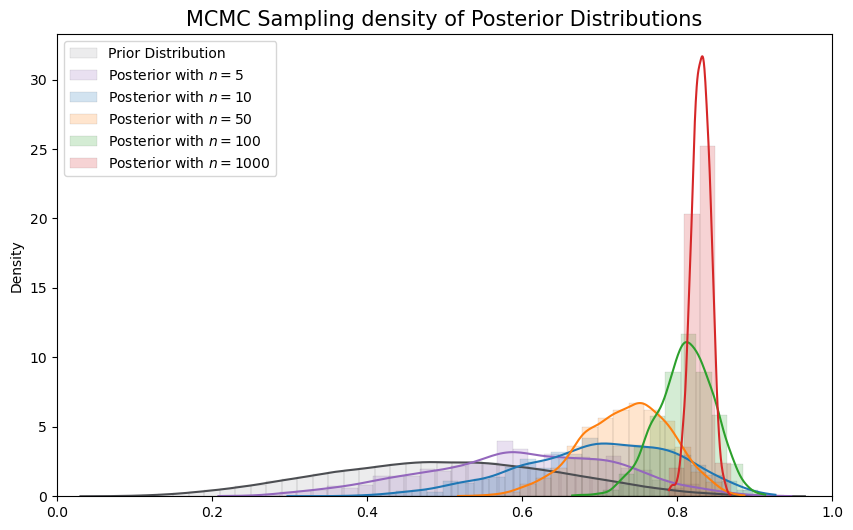 MCMC Sampling density of Posterior Distributions
Prior Distribution
Posterior with n = 5
Posterior with n = 10
Posterior with n = 50
Posterior with n = 100
Posterior with n = 1000
Density
30
25
20
15
10
5
0
0.0 0.2 0.4 0.6 0.8 1.0